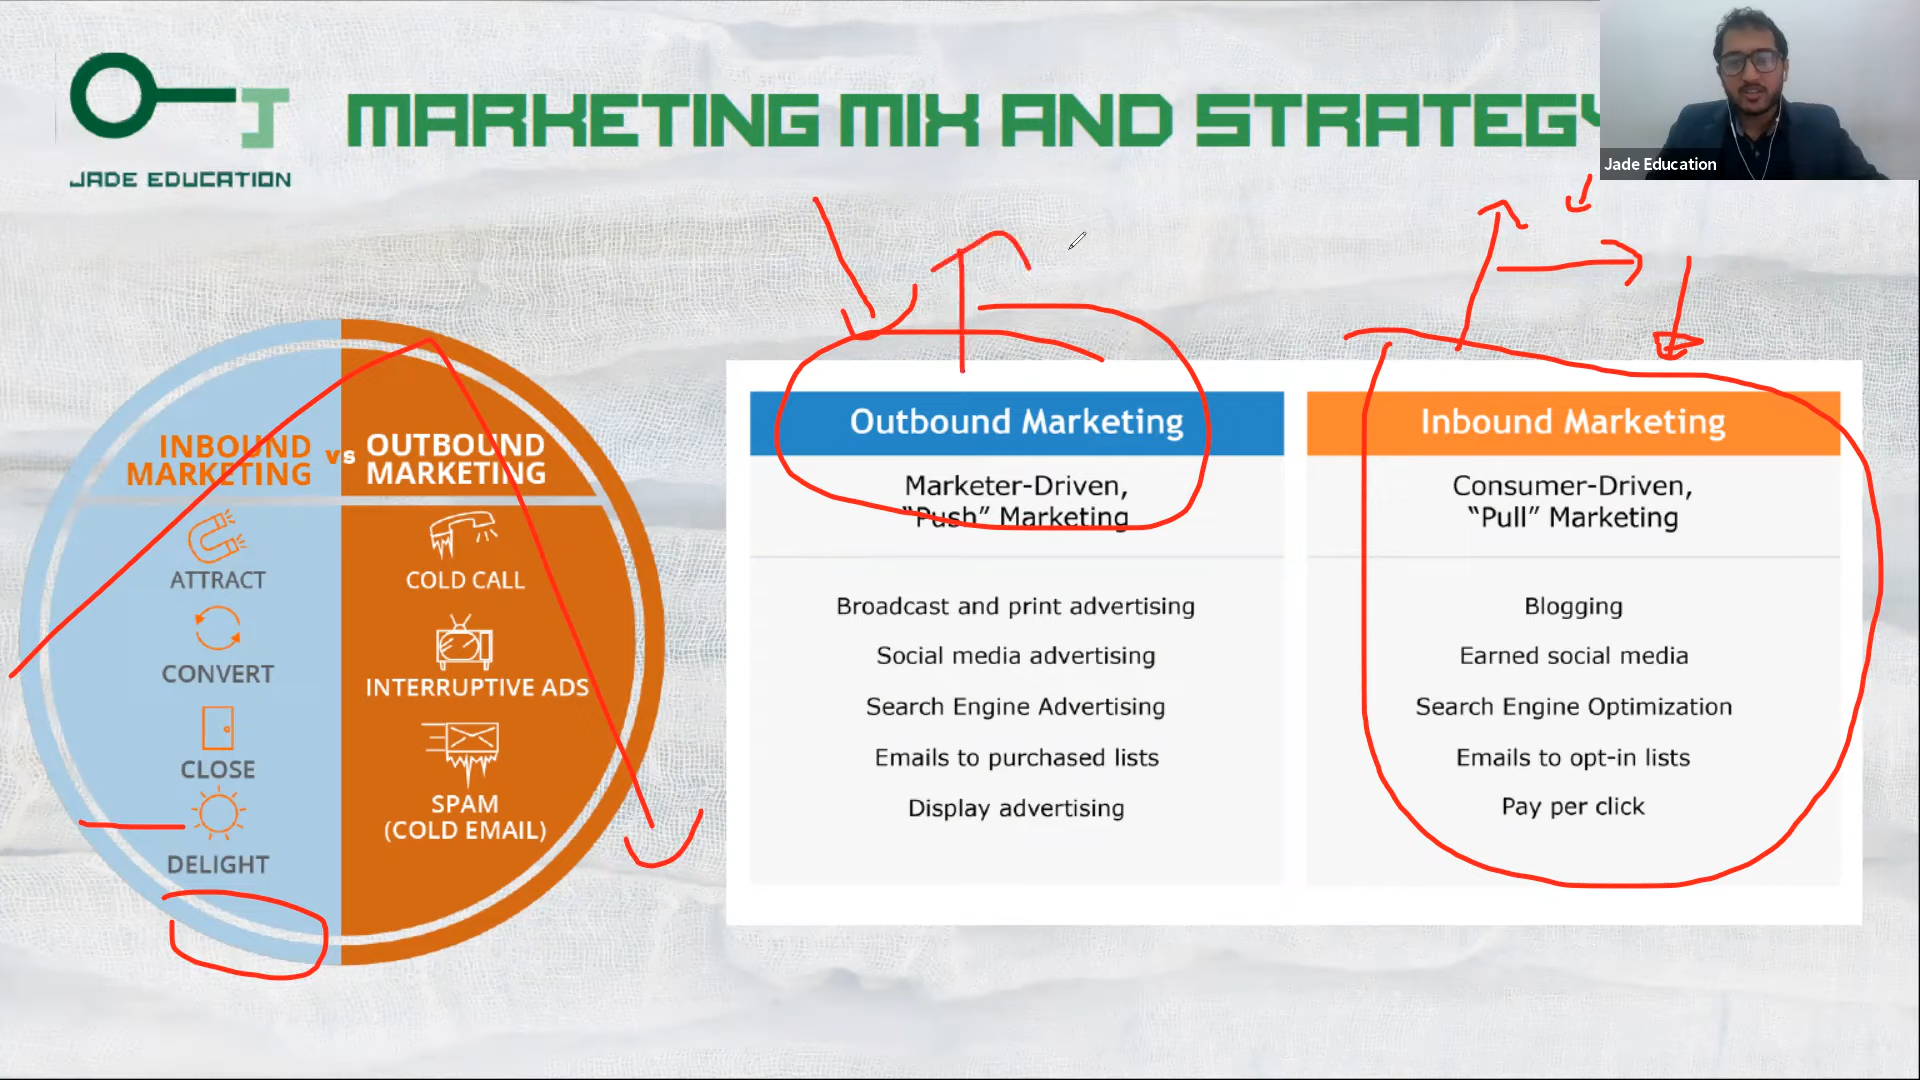 J
JADE EDUCATION
MARKETING MIX AND STRATEGY
Jade Education
INBOUND
MARKETING
vs
OUTBOUND
MARKETING
ATTRACT
CONVERT
CLOSE
DELIGHT
COLD CALL
INTERRUPTIVE ADS
SPAM
(COLD EMAIL)
Outbound Marketing
Marketer-Driven,
“Push” Marketing
Broadcast and print advertising
Social media advertising
Search Engine Advertising
Emails to purchased lists
Display advertising
Inbound Marketing
Consumer-Driven,
“Pull” Marketing
Blogging
Earned social media
Search Engine Optimization
Emails to opt-in lists
Pay per click